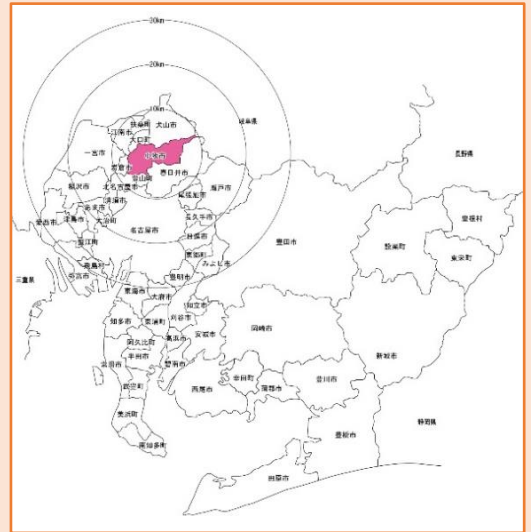 30km
20km
10km
扶桑町
犬山市
江南市
大口町
岐阜県
小牧市
一宮市
岩倉市
春日井市
豊山町
長野県
稲沢市
北名古屋市
瀬戸市
尾張旭市
清須市
あま市
長久手市
愛西市
津島市
大治町
名古屋市
日進市
豊根村
蟹江町
東郷町
豊田市
設楽町
東栄町
飛島村
みよし市
三重県
弥富市
豊明市
東海市
大府市
知立市
知多市
東浦町
刈谷市
岡崎市
安城市
阿久比町
高浜市
新城市
半田市
常滑市
碧南市
幸田町
西尾市
豊川市
武豊町
蒲郡市
美浜町
静岡県
豊橋市
南知多町
田原市